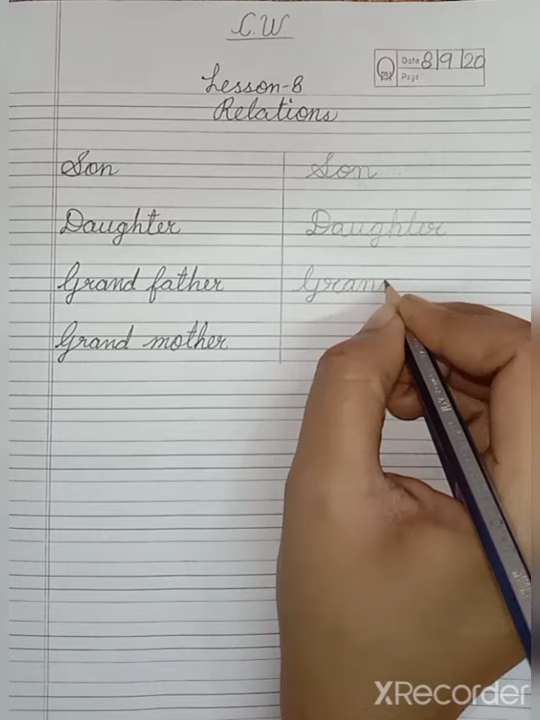 C.W.
Date 8/9/20
Page
Lesson-8
Relations
Son Son
Daughter Daughter
Grand father Gran
Grand mother
XRecorder